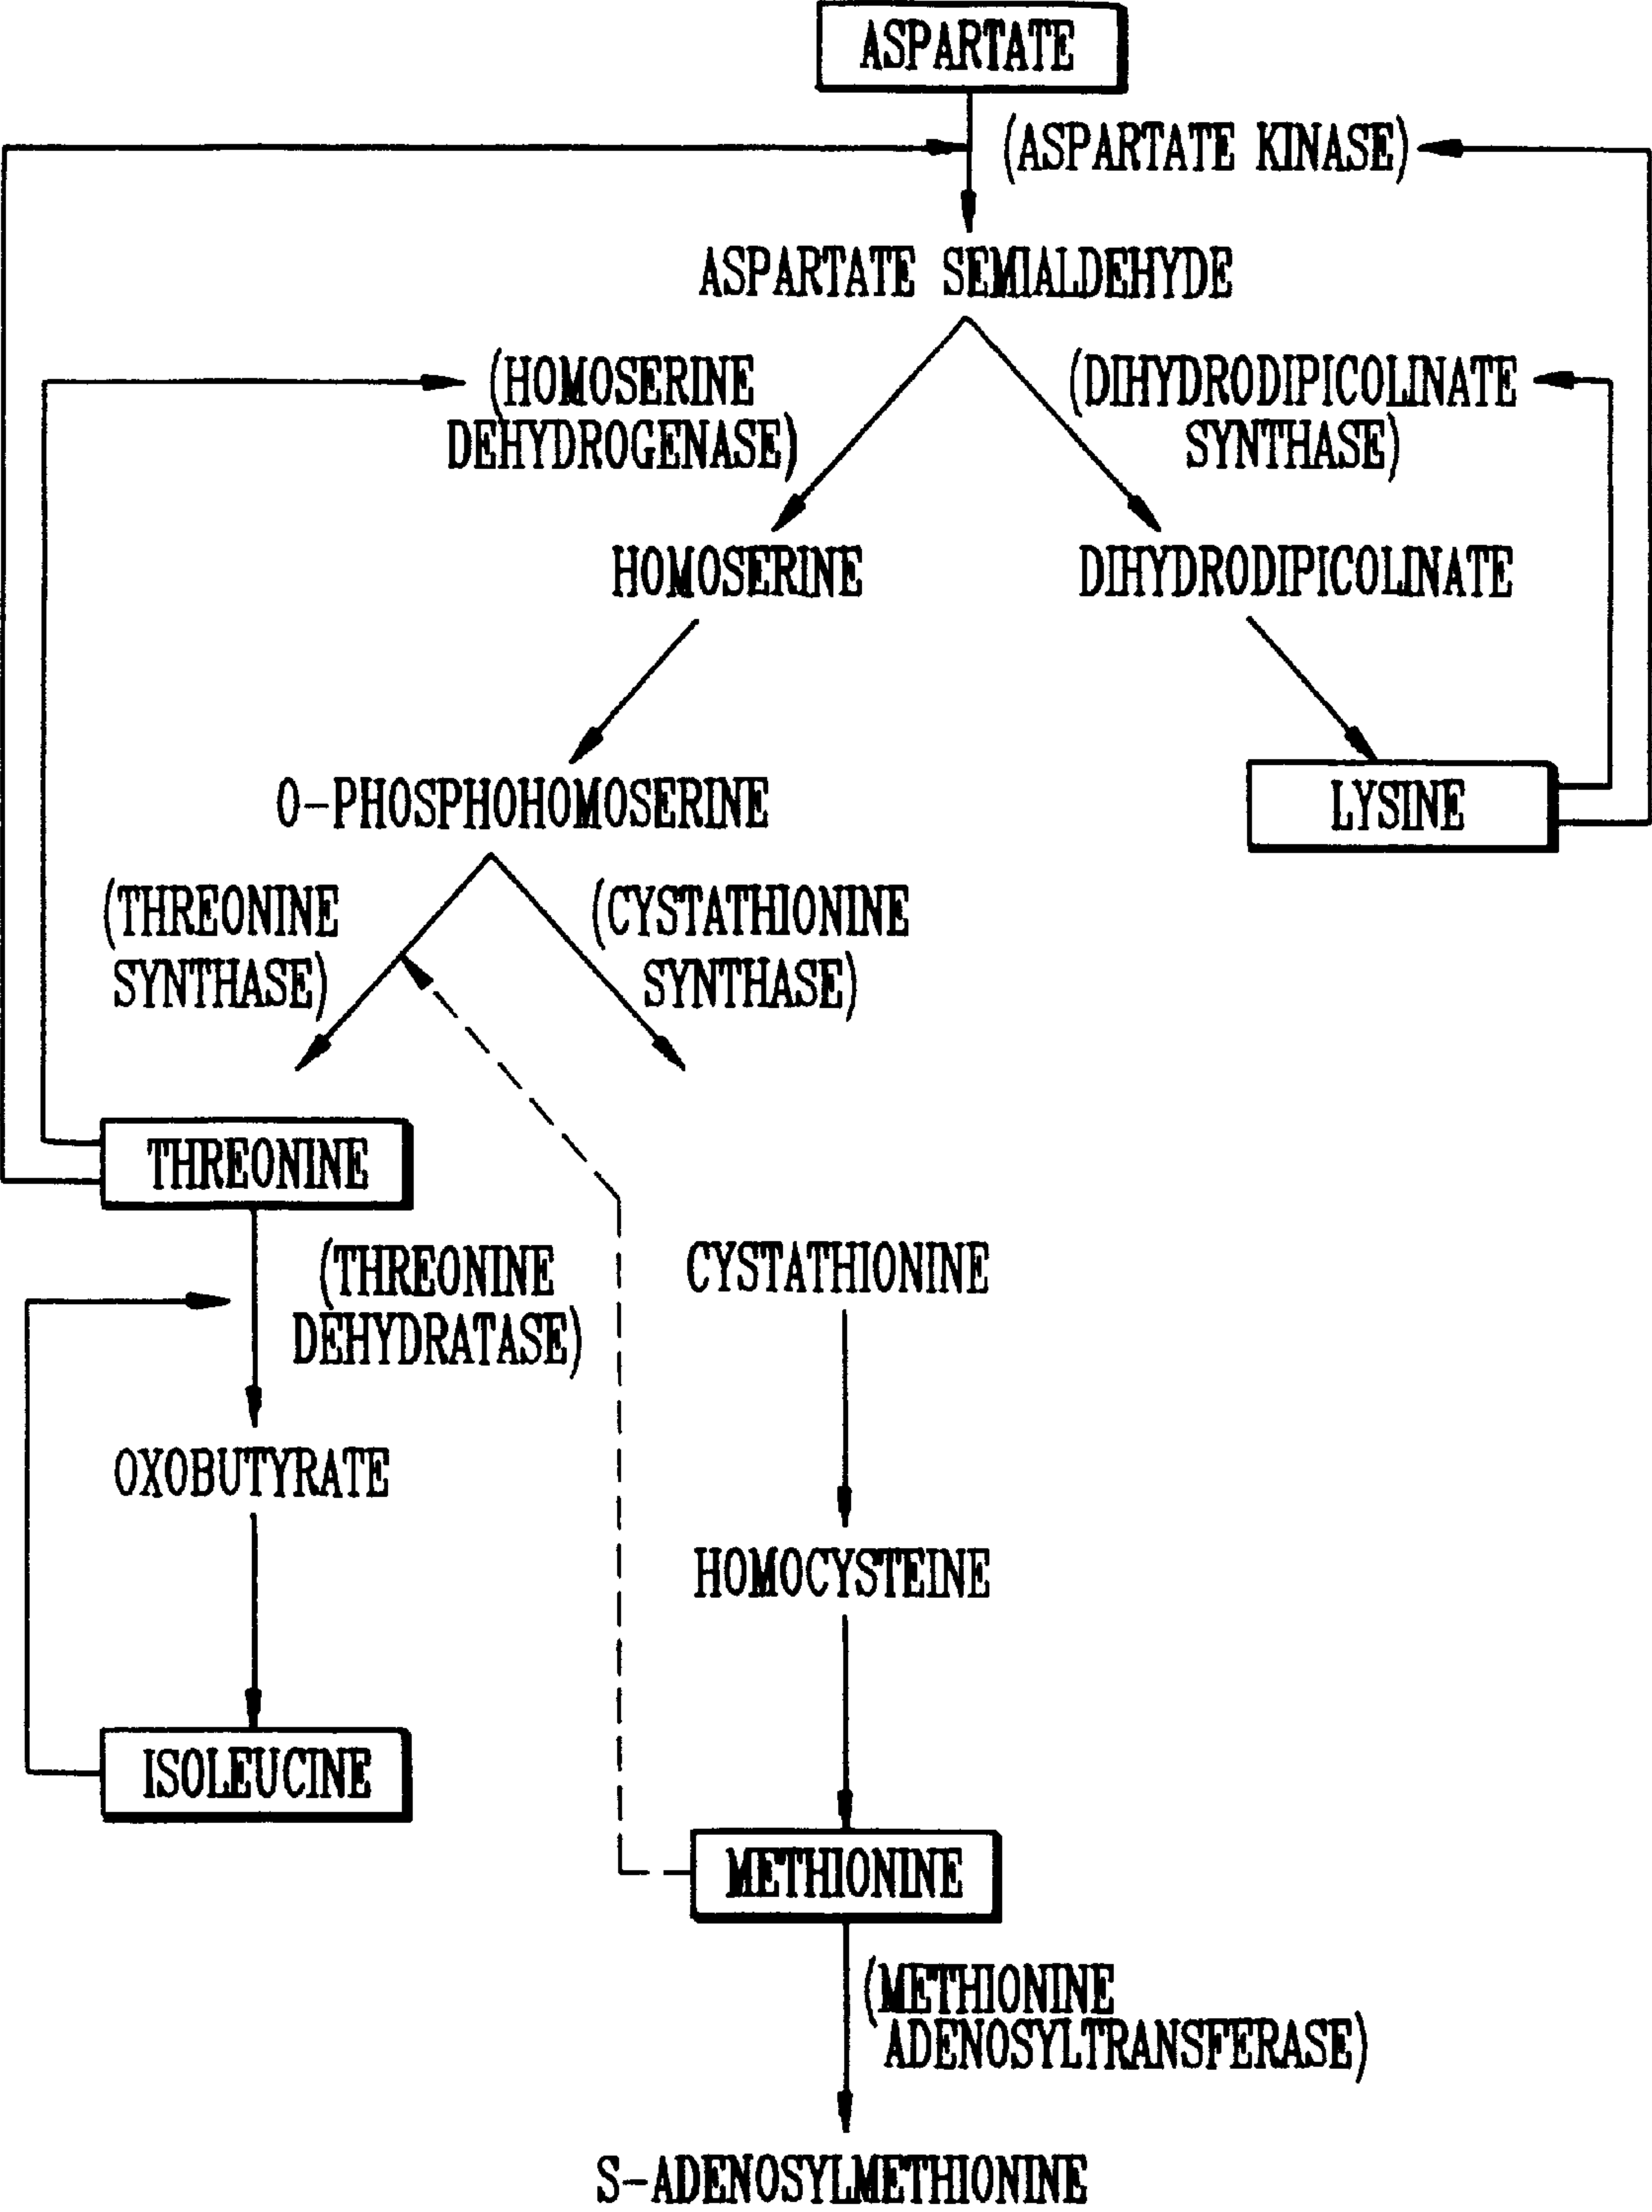 ASPARTATE
(ASPARTATE KINASE)
ASPARTATE SEMIALDEHYDE
(HOMOSERINE
DEHYDROGENASE)
(DIHYDRODIPICOLINATE
SYNTHASE)
HOMOSERINE
DIHYDRODIPICOLINATE
O-PHOSPHOHOMOSERINE
LYSINE
(THREONINE
SYNTHASE)
(CYSTATHIONINE
SYNTHASE)
THREONINE
(THREONINE
DEHYDRATASE)
CYSTATHIONINE
OXOBUTYRATE
HOMOCYSTEINE
ISOLEUCINE
METHIONINE
(METHIONINE
ADENOSYLTRANSFERASE)
S-ADENOSYLMETHIONINE